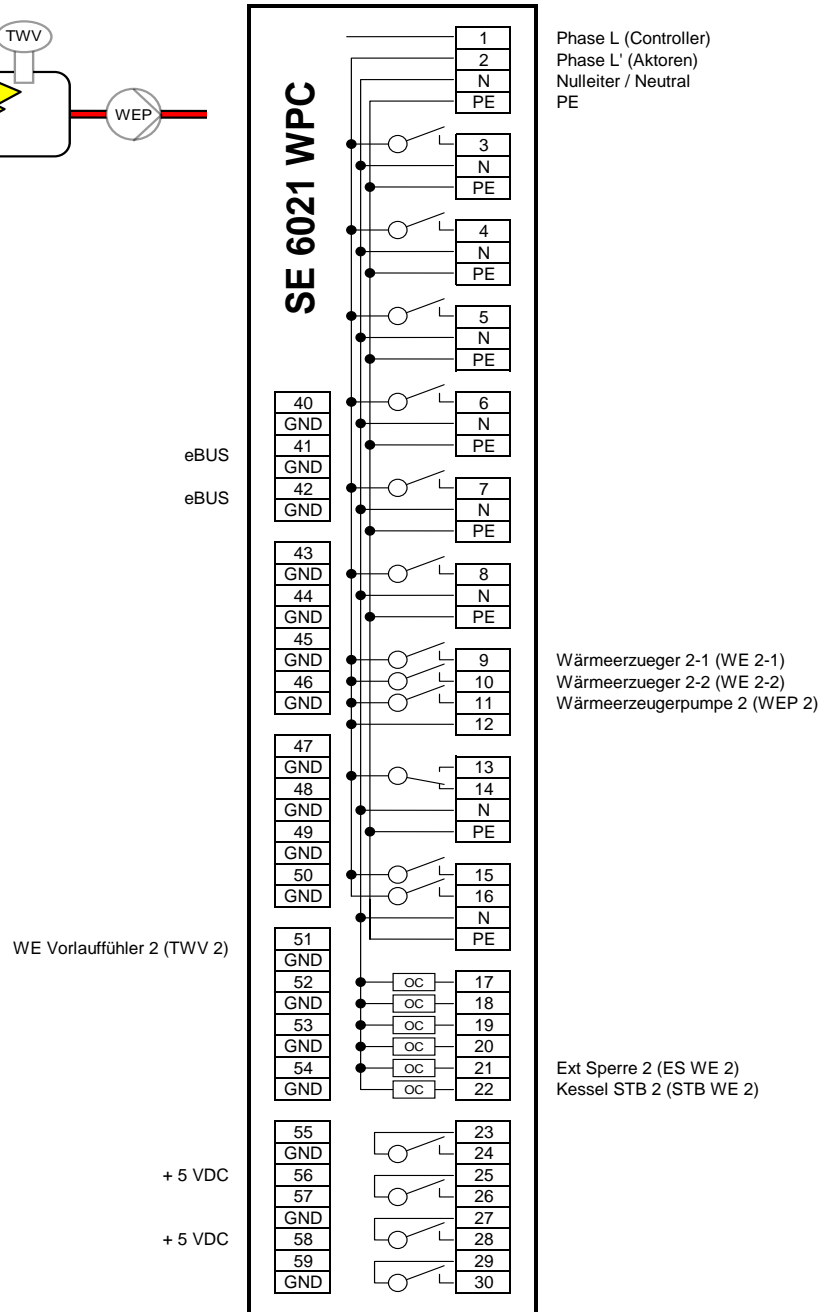 TWV
WEP
SE 6021 WPC
1 Phase L (Controller)
2 Phase L' (Aktoren)
N Nulleiter / Neutral
PE PE
3
N
PE
4
N
PE
5
N
PE
6
N
PE
7
N
PE
8
N
PE
9 Wärmeerzueger 2-1 (WE 2-1)
10 Wärmeerzueger 2-2 (WE 2-2)
11 Wärmeerzeugerpumpe 2 (WEP 2)
12
13
14
N
PE
15
16
N
PE
OC 17
OC 18
OC 19
OC 20
OC 21 Ext Sperre 2 (ES WE 2)
OC 22 Kessel STB 2 (STB WE 2)
23
24
25
26
27
28
29
30
40
GND
eBUS 41
GND
eBUS 42
GND
43
GND
44
GND
45
GND
46
GND
47
GND
48
GND
49
GND
50
GND
WE Vorlauffühler 2 (TWV 2) 51
GND
52
GND
53
GND
54
GND
55
GND
+ 5 VDC 56
57
GND
+ 5 VDC 58
59
GND